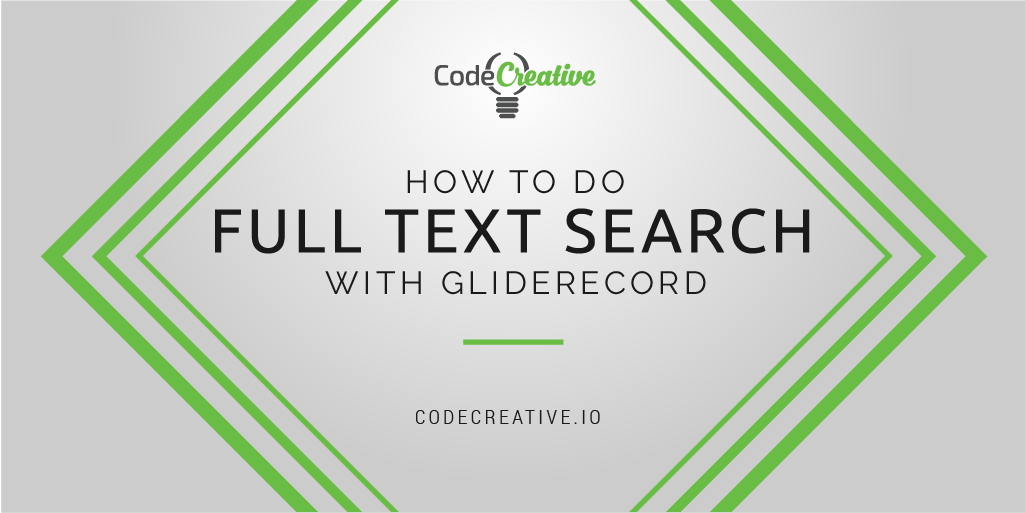 CodeCreative
HOW TO DO
FULL TEXT SEARCH
WITH GLIDERECORD
CODECREATIVE.IO